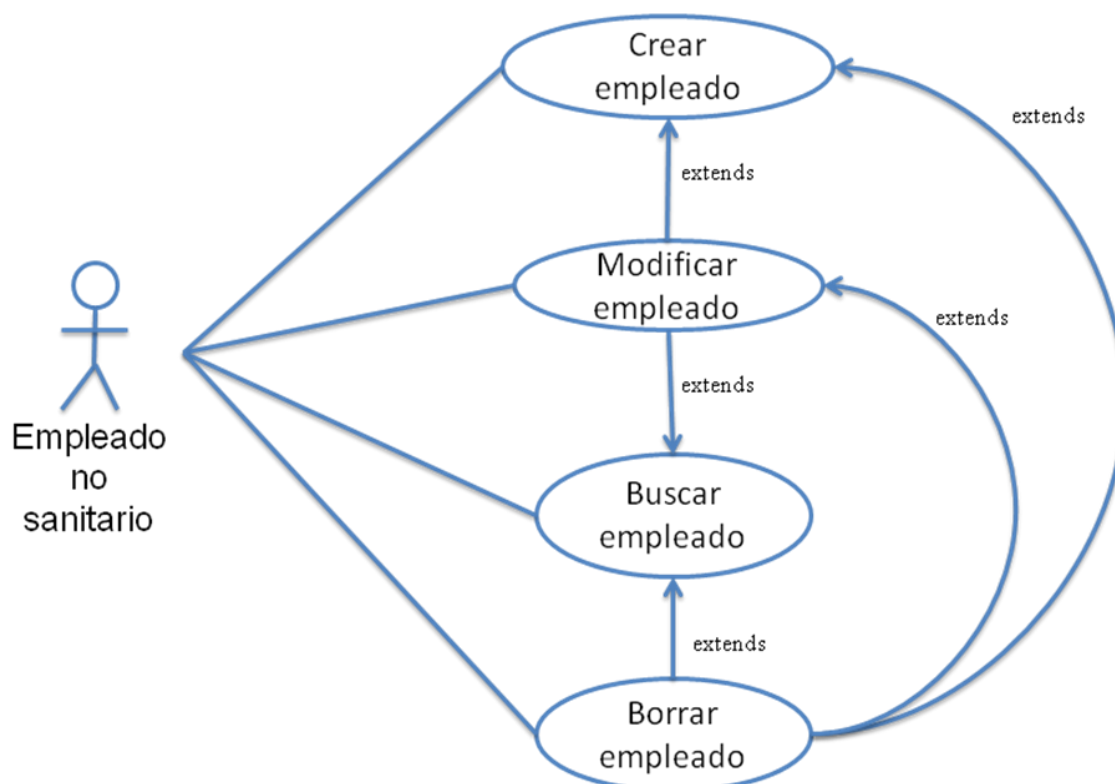 Crear
empleado
extends
extends
Modificar
empleado
extends
extends
Empleado
no
sanitario
Buscar
empleado
extends
Borrar
empleado